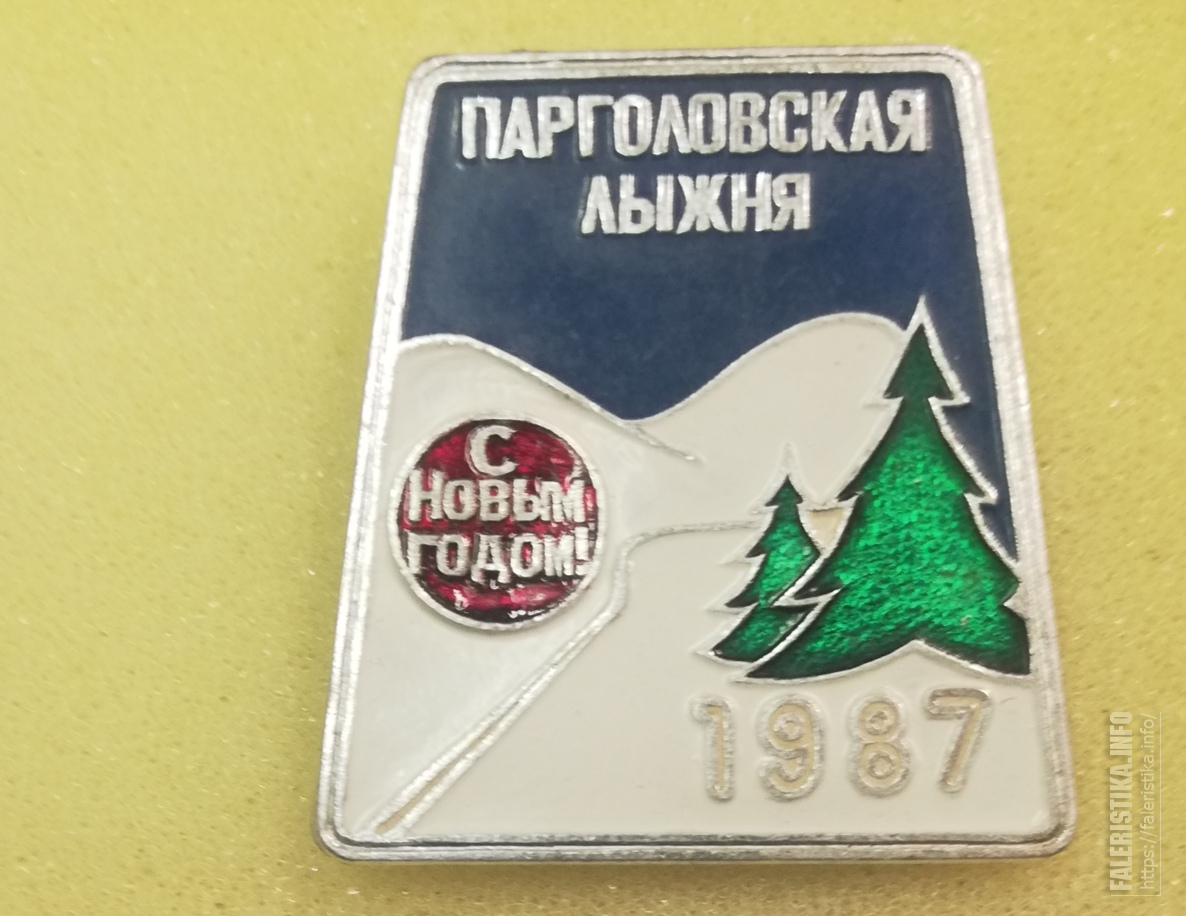 ПАРГОЛОВСКАЯ
ЛЫЖНЯ
С
НОВЫМ
ГОДОМ!
1987
FALERISTIKA.INFO
https://faleristika.info/